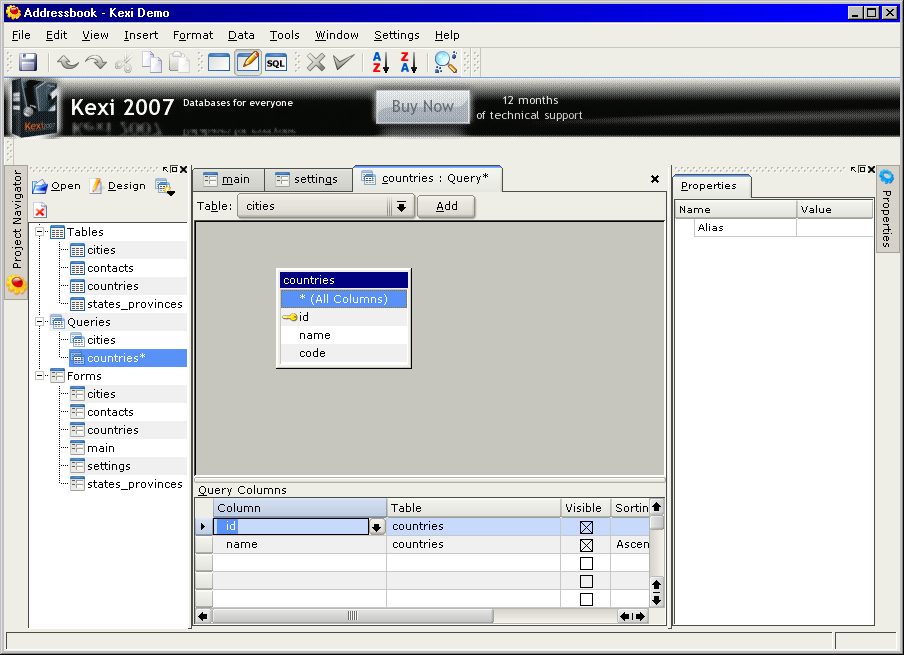 Addressbook - Kexi Demo
File Edit View Insert Format Data Tools Window Settings Help
SQL A Z Z A
Kexi 2007 Databases for everyone Buy Now 12 months
of technical support
Kexi 2007
Project Navigator
Open Design
Tables
cities
contacts
countries
states_provinces
Queries
cities
countries*
Forms
cities
contacts
countries
main
settings
states_provinces
main settings countries : Query*
Table: cities Add
countries
* (All Columns)
id
name
code
Query Columns
Column Table Visible Sortin
id countries
name countries Ascen
Properties
Name Value
Alias
Properties